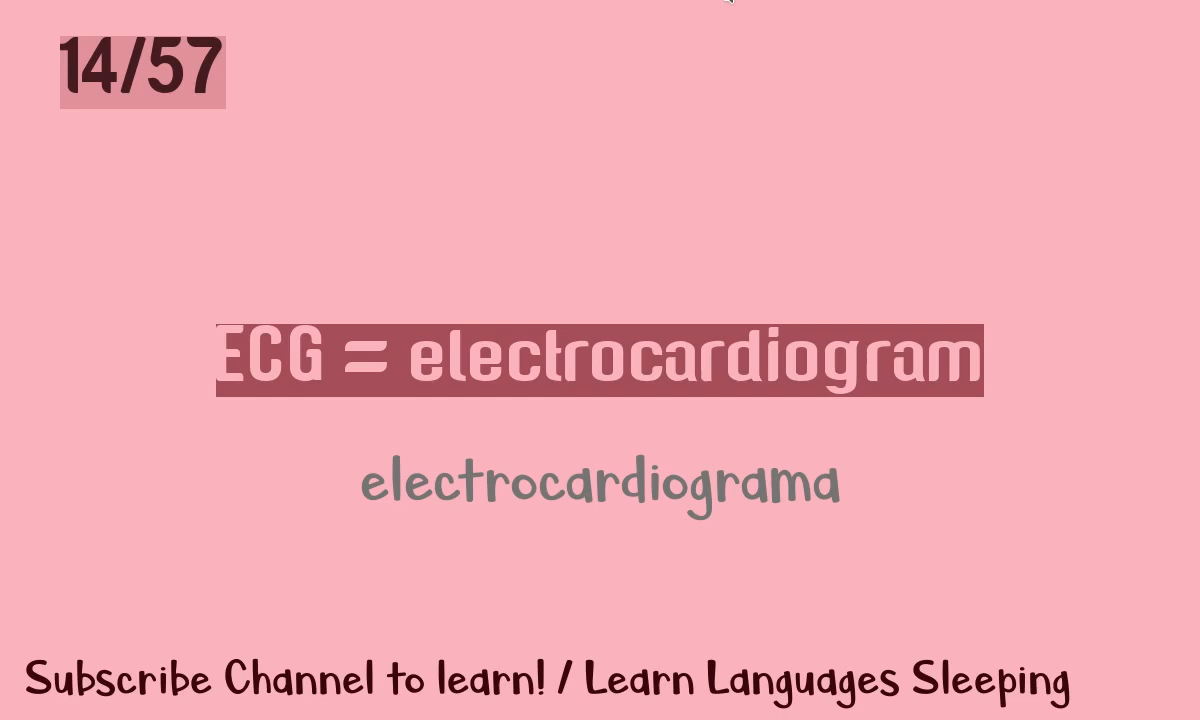 14/57
ECG = electrocardiogram
electrocardiograma
Subscribe Channel to learn! / Learn Languages Sleeping